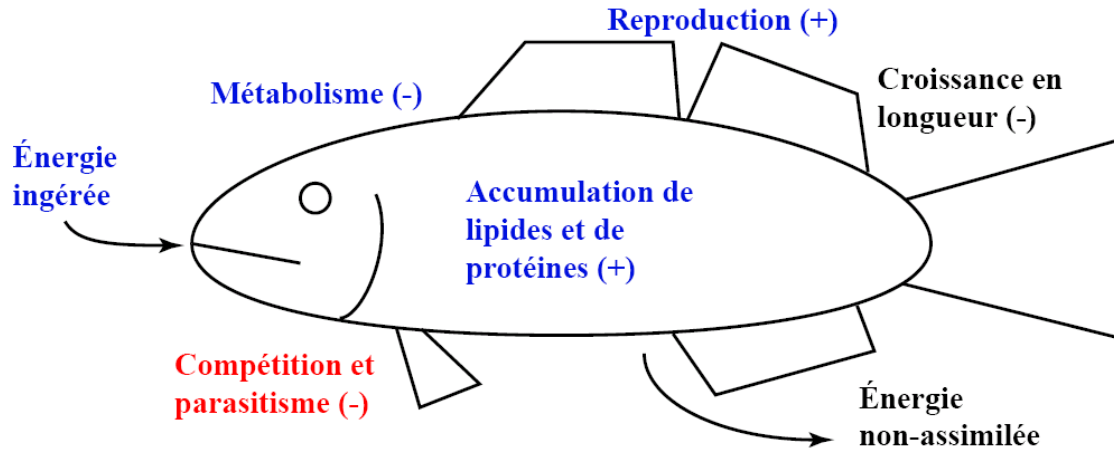 Reproduction (+)
Métabolisme (-)
Croissance en
longueur (-)
Énergie
ingérée
Accumulation de
lipides et de
protéines (+)
Compétition et
parasitisme (-)
Énergie
non-assimilée